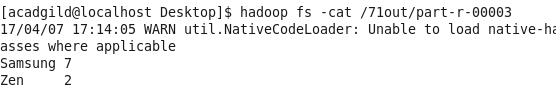 [acadgild@localhost Desktop]$ hadoop fs -cat /71out/part-r-00003
17/04/07 17:14:05 WARN util.NativeCodeLoader: Unable to load native-ha
asses where applicable
Samsung 7
Zen     2